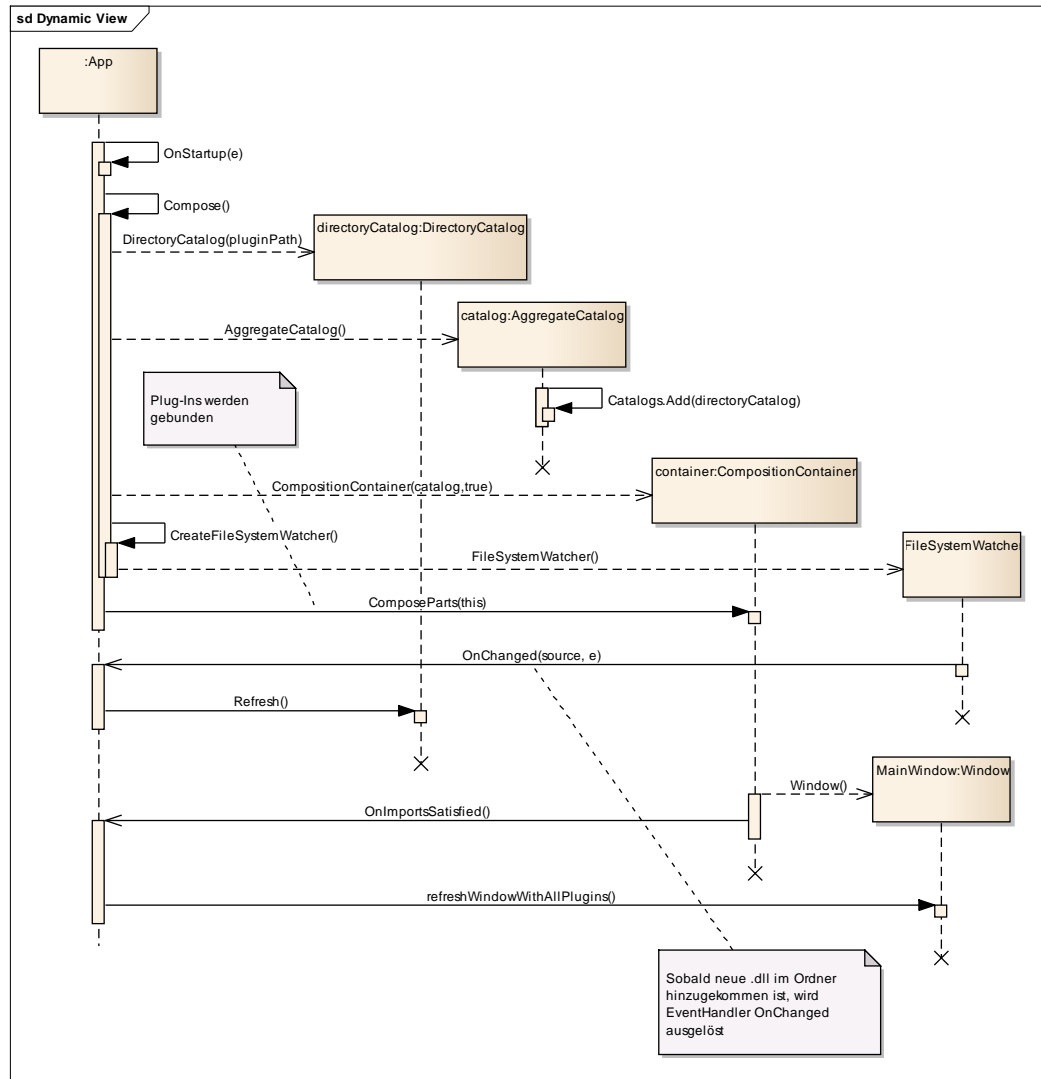 sd Dynamic View
:App
OnStartup(e)
Compose()
directoryCatalog:DirectoryCatalog
DirectoryCatalog(pluginPath)
catalog:AggregateCatalog
AggregateCatalog()
Plug-Ins werden
gebunden
Catalogs.Add(directoryCatalog)
container:CompositionContainer
CompositionContainer(catalog,true)
CreateFileSystemWatcher()
FileSystemWatcher
FileSystemWatcher()
ComposeParts(this)
OnChanged(source, e)
Refresh()
MainWindow:Window
Window()
OnImportsSatisfied()
refreshWindowWithAllPlugins()
Sobald neue .dll im Ordner
hinzugekommen ist, wird
EventHandler OnChanged
ausgelöst